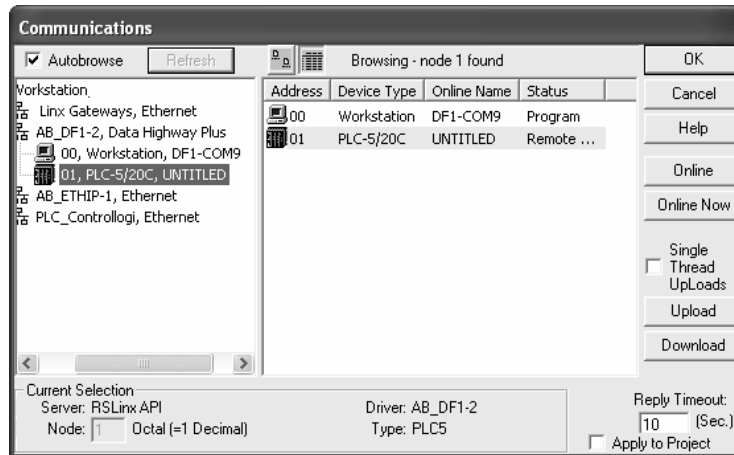 Communications
Autobrowse Refresh Browsing - node 1 found OK
Workstation Address Device Type Online Name Status Cancel
Linx Gateways, Ethernet 00 Workstation DF1-COM9 Program
AB_DF1-2, Data Highway Plus 01 PLC-5/20C UNTITLED Remote ... Help
00, Workstation, DF1-COM9
01, PLC-5/20C, UNTITLED Online
AB_ETHIP-1, Ethernet
PLC_Controllogi, Ethernet Online Now
Single
Thread
UpLoads
Upload
Download
Current Selection
Server: RSLinx API Driver: AB_DF1-2 Reply Timeout:
Node: 1 Octal (=1 Decimal) Type: PLC5 10 (Sec.)
Apply to Project